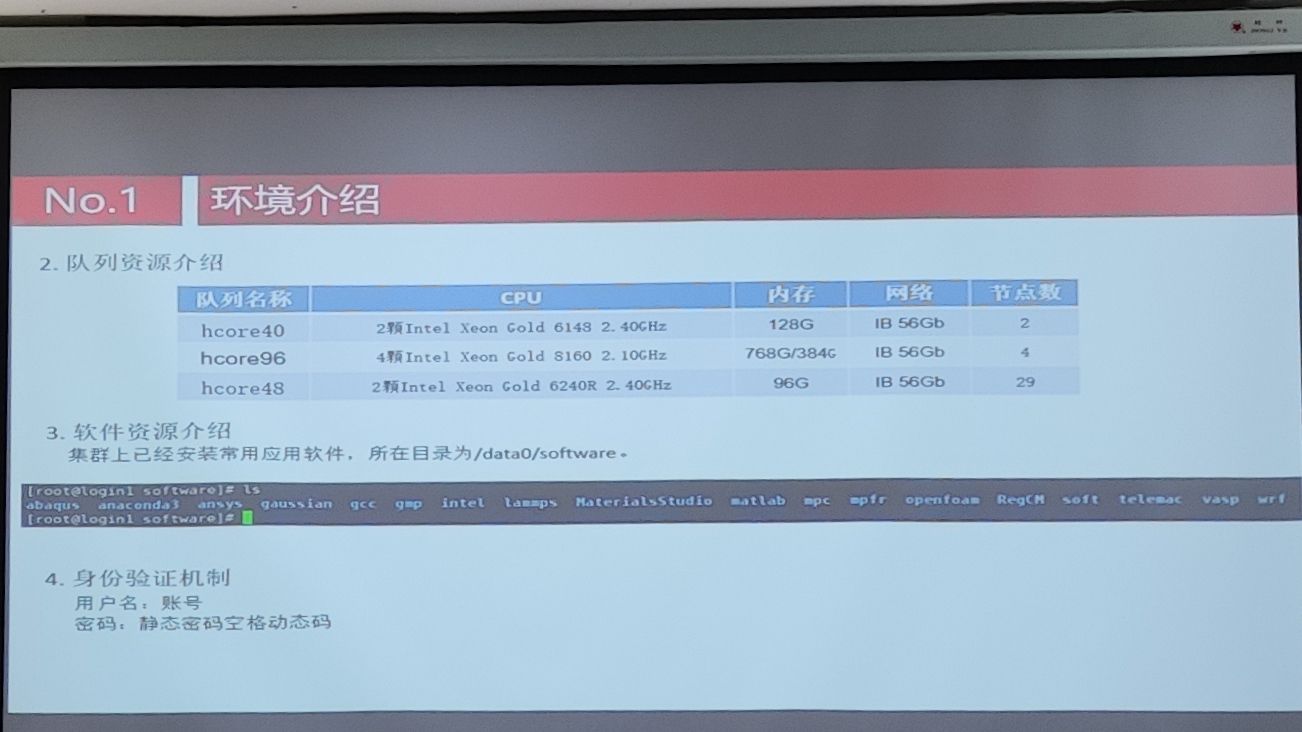 No.1 环境介绍
2. 队列资源介绍
队列名称 CPU 内存 网络 节点数
hcore40 2颗Intel Xeon Gold 6148 2.40GHz 128G IB 56Gb 2
hcore96 4颗Intel Xeon Gold 8160 2.10GHz 768G/384G IB 56Gb 4
hcore48 2颗Intel Xeon Gold 6240R 2.40GHz 96G IB 56Gb 29
3. 软件资源介绍
集群上已经安装常用应用软件，所在目录为/data0/software。
[root@login1 software]# ls
abaqus anaconda3 ansys gaussian gcc gmp intel lammps MaterialsStudio matlab mpc mpfr openfoam RegCM soft telemac vasp wrf
[root@login1 software]#
4. 身份验证机制
用户名：账号
密码：静态密码空格动态码